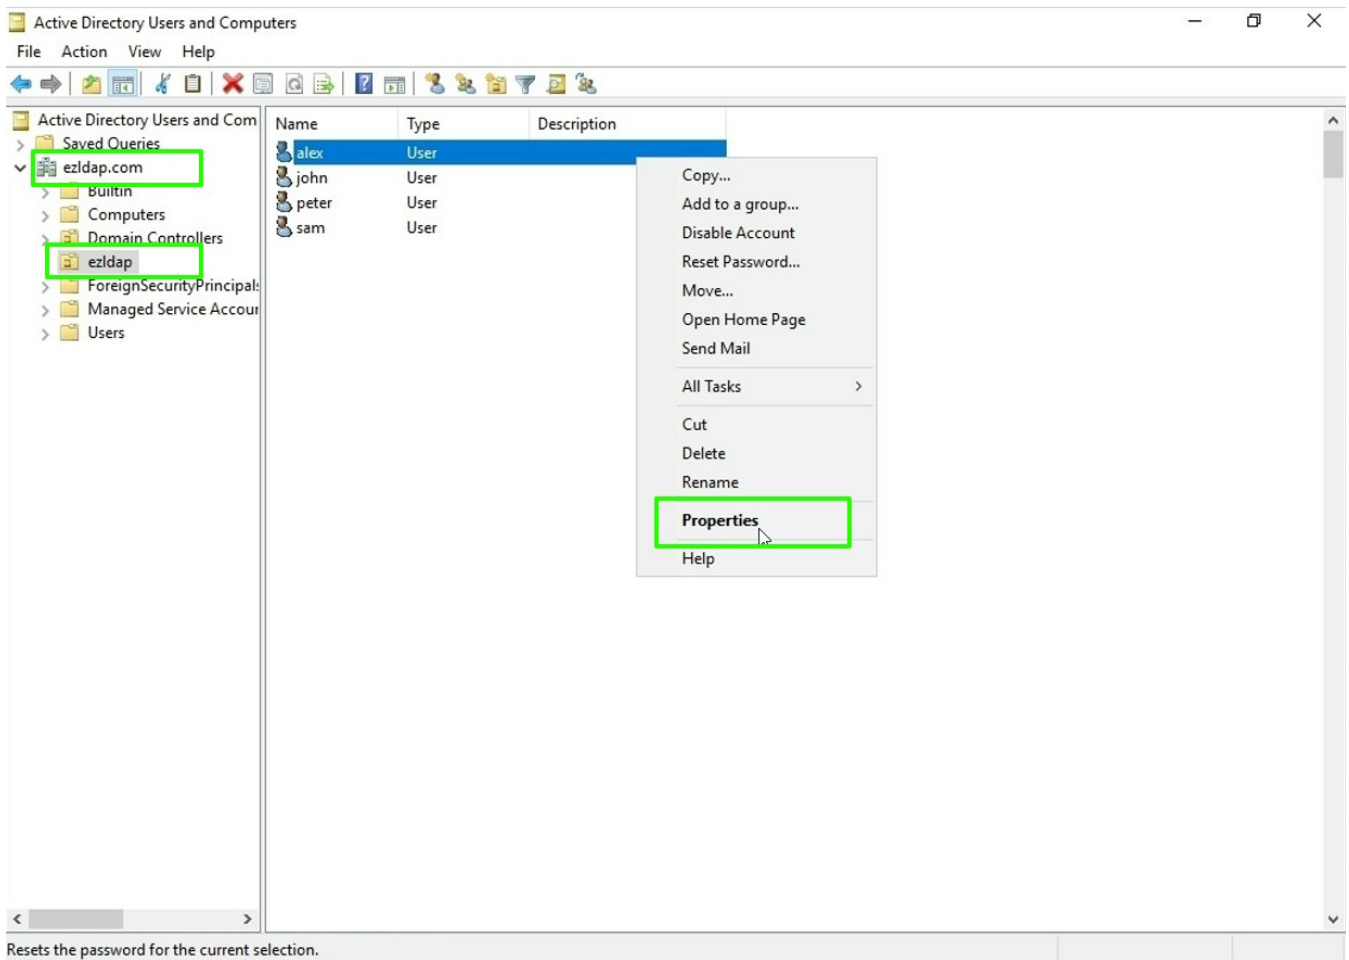 Active Directory Users and Computers
File Action View Help
Active Directory Users and Com
Saved Queries
ezldap.com
Builtin
Computers
Domain Controllers
ezldap
ForeignSecurityPrincipals
Managed Service Accour
Users
Name Type Description
alex User
john User
peter User
sam User
Copy...
Add to a group...
Disable Account
Reset Password...
Move...
Open Home Page
Send Mail
All Tasks
Cut
Delete
Rename
Properties
Help
Resets the password for the current selection.